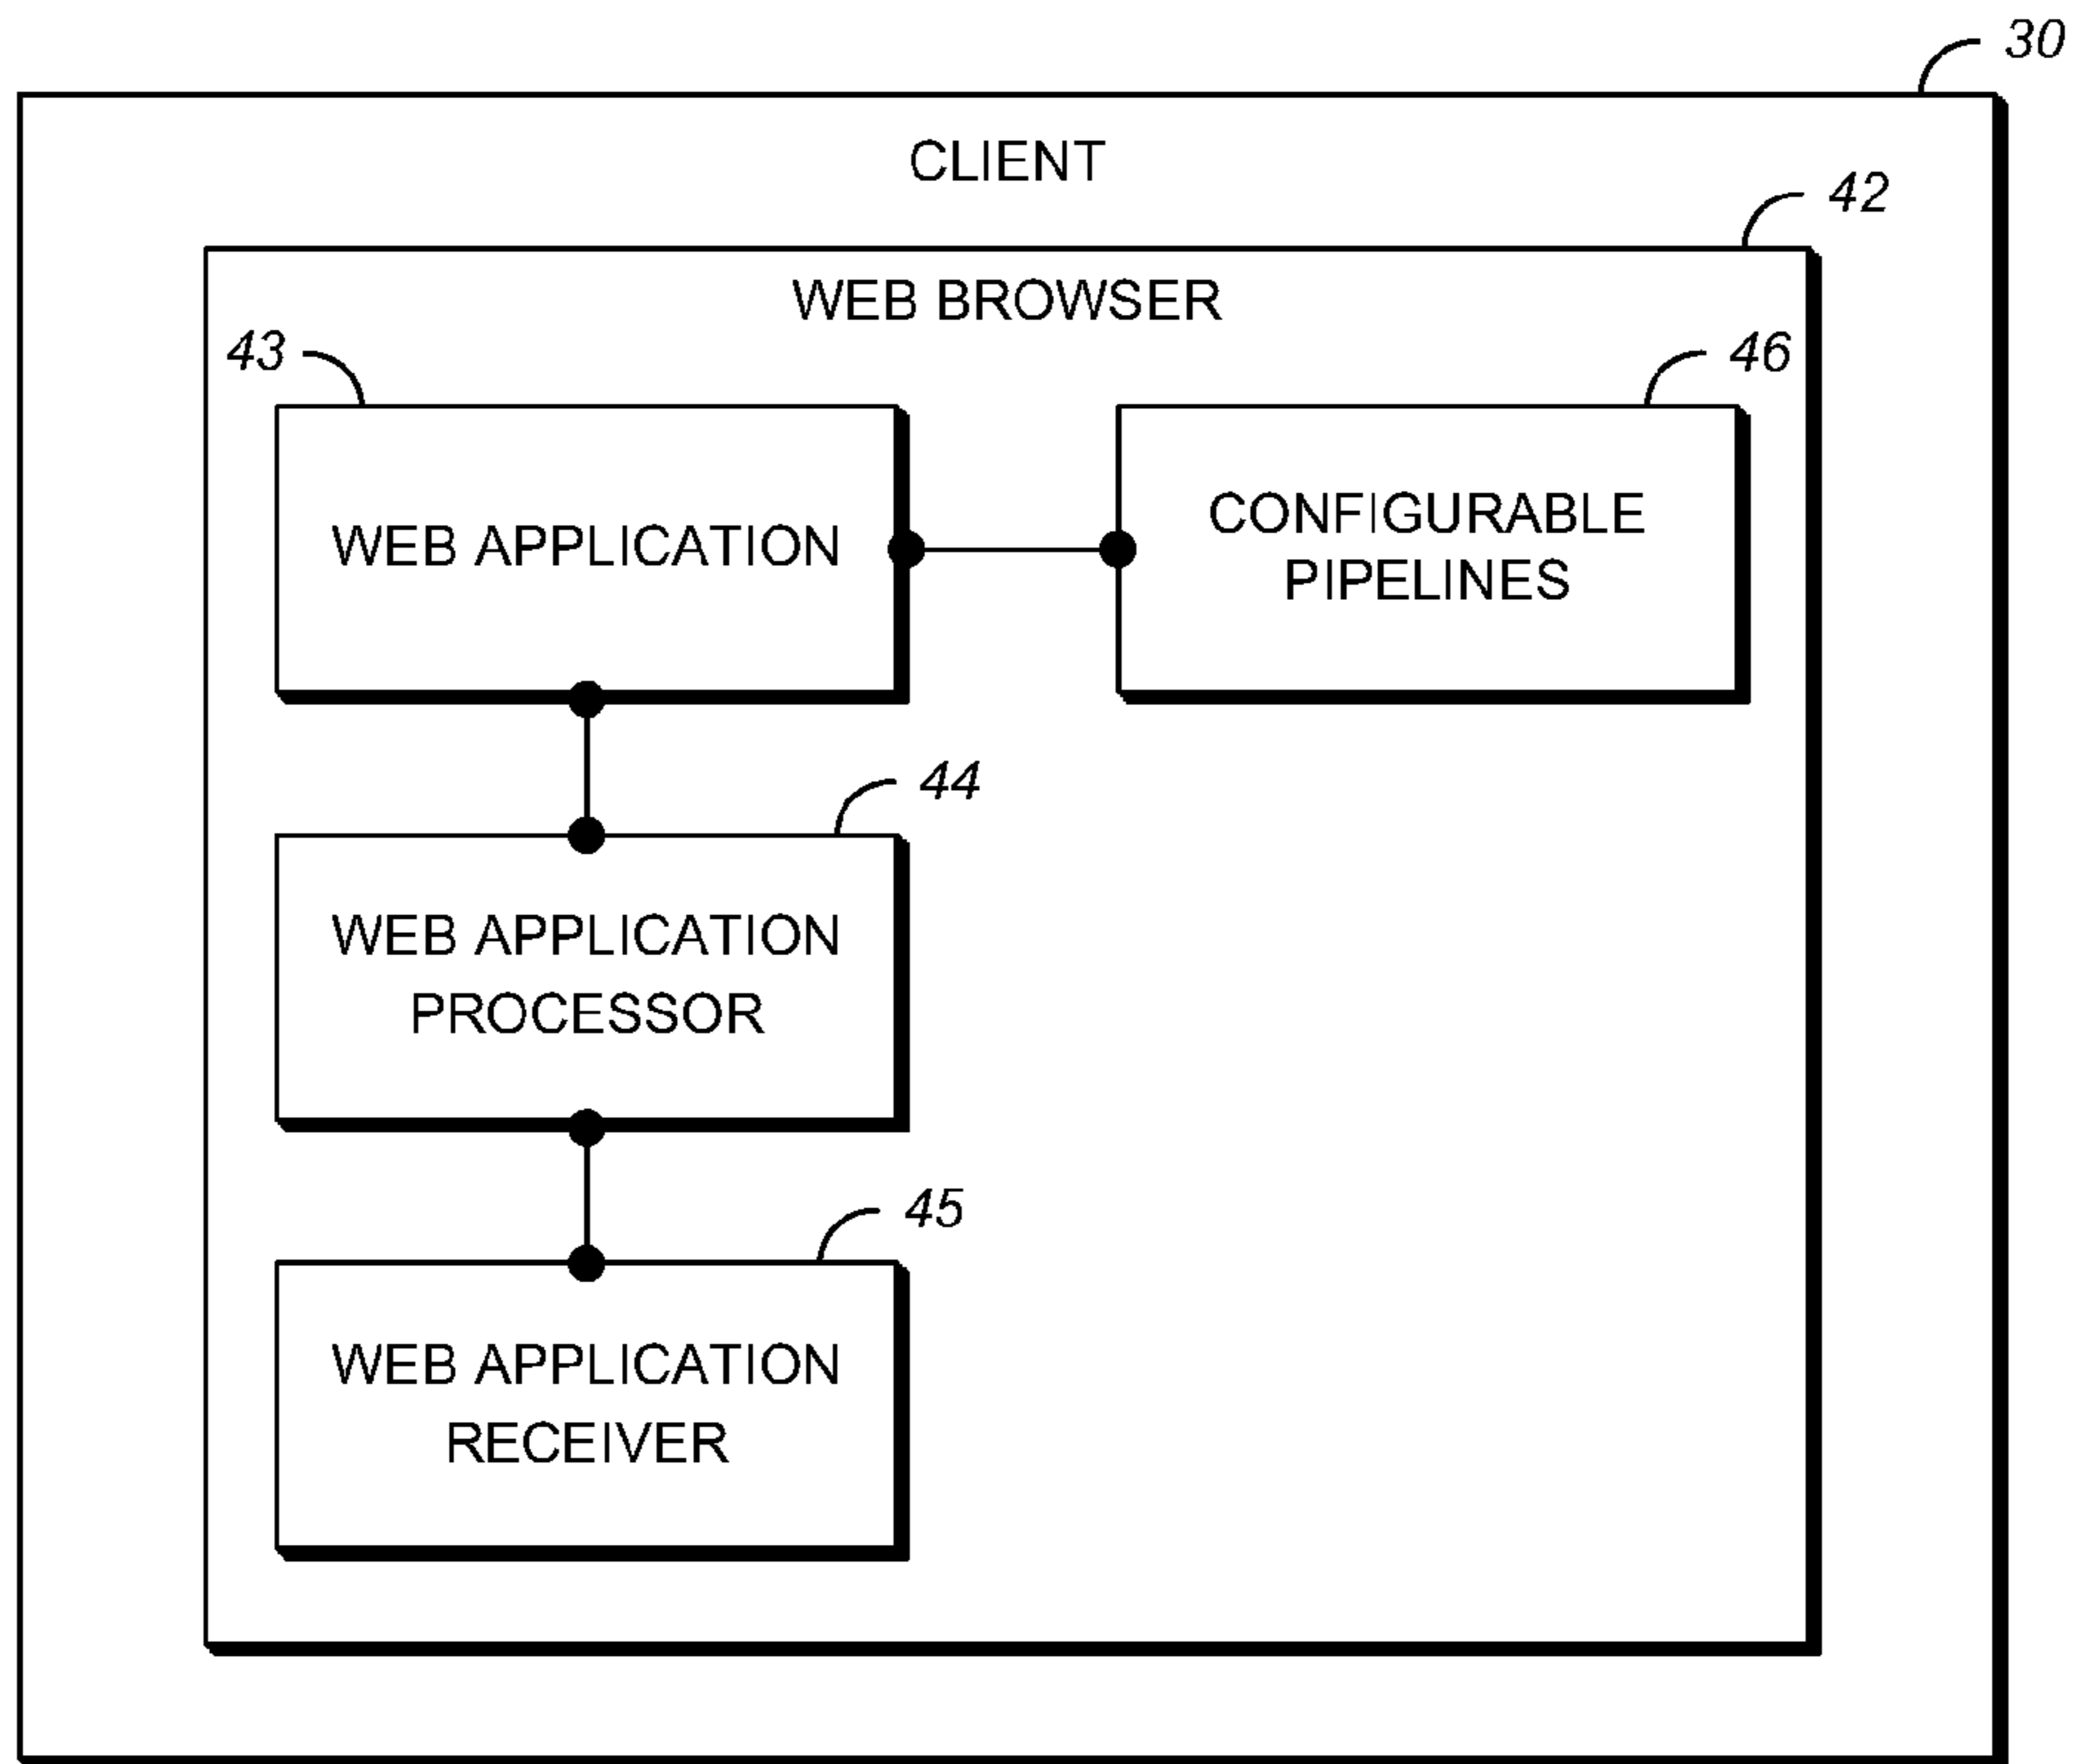 30
CLIENT
42
WEB BROWSER
43
46
WEB APPLICATION
CONFIGURABLE
PIPELINES
44
WEB APPLICATION
PROCESSOR
45
WEB APPLICATION
RECEIVER